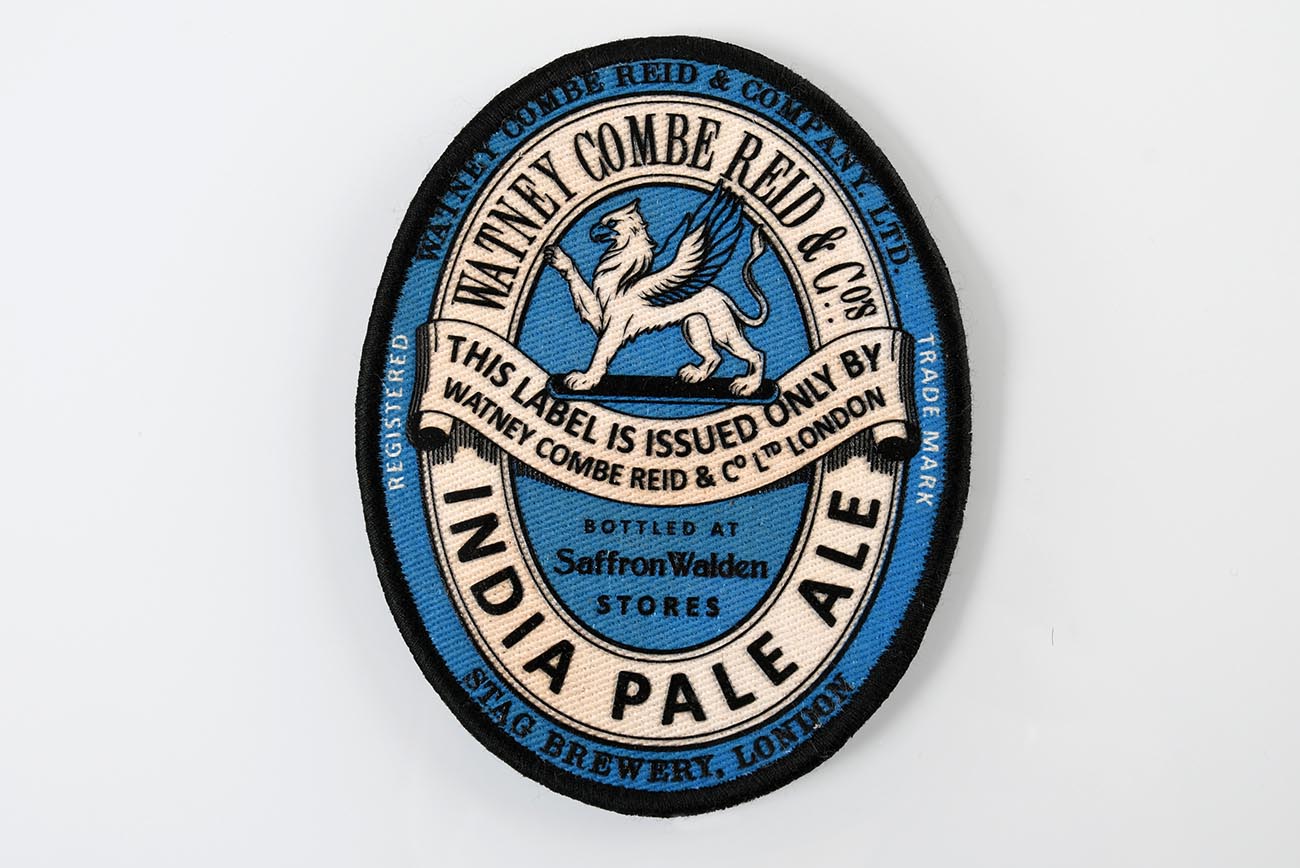 WATNEY COMBE REID & COMPANY. LTD.
WATNEY COMBE REID & Co's
REGISTERED
TRADE MARK
THIS LABEL IS ISSUED ONLY BY
WATNEY COMBE REID & Co LTD LONDON
BOTTLED AT
Saffron Walden
STORES
INDIA PALE ALE
STAG BREWERY, LONDON